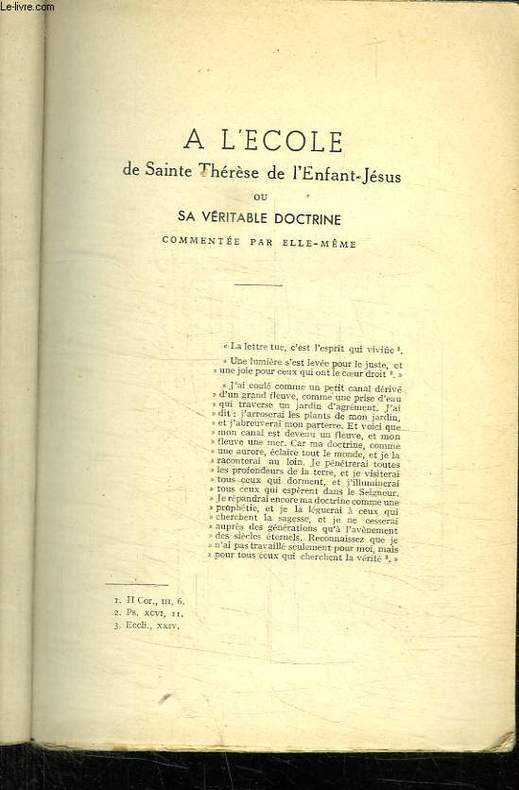 Le-livre.com
A L'ECOLE
de Sainte Thérèse de l'Enfant-Jésus
OU
SA VÉRITABLE DOCTRINE
COMMENTÉE PAR ELLE-MÊME
« La lettre tue, c'est l'esprit qui vivifie ¹.
« Une lumière s'est levée pour le juste, et
» une joie pour ceux qui ont le cœur droit ². »
« J'ai coulé comme un petit canal dérivé
» d'un grand fleuve, comme une prise d'eau
» qui traverse un jardin d'agrément. J'ai
» dit : j'arroserai les plants de mon jardin,
» et j'abreuverai mon parterre. Et voici que
» mon canal est devenu un fleuve, et mon
» fleuve une mer. Car ma doctrine, comme
» une aurore, éclaire tout le monde, et je la
» raconterai au loin. Je pénétrerai toutes
» les profondeurs de la terre, et je visiterai
» tous ceux qui dorment, et j'illuminerai
» tous ceux qui espèrent dans le Seigneur.
» Je répandrai encore ma doctrine comme une
» prophétie, et je la léguerai à ceux qui
» cherchent la sagesse, et je ne cesserai
» auprès des générations qu'à l'avènement
» des siècles éternels. Reconnaissez que je
» n'ai pas travaillé seulement pour moi, mais
» pour tous ceux qui cherchent la vérité ³. »
1. II Cor., III, 6.
2. Ps. XCVI, 11.
3. Eccli., XXIV.